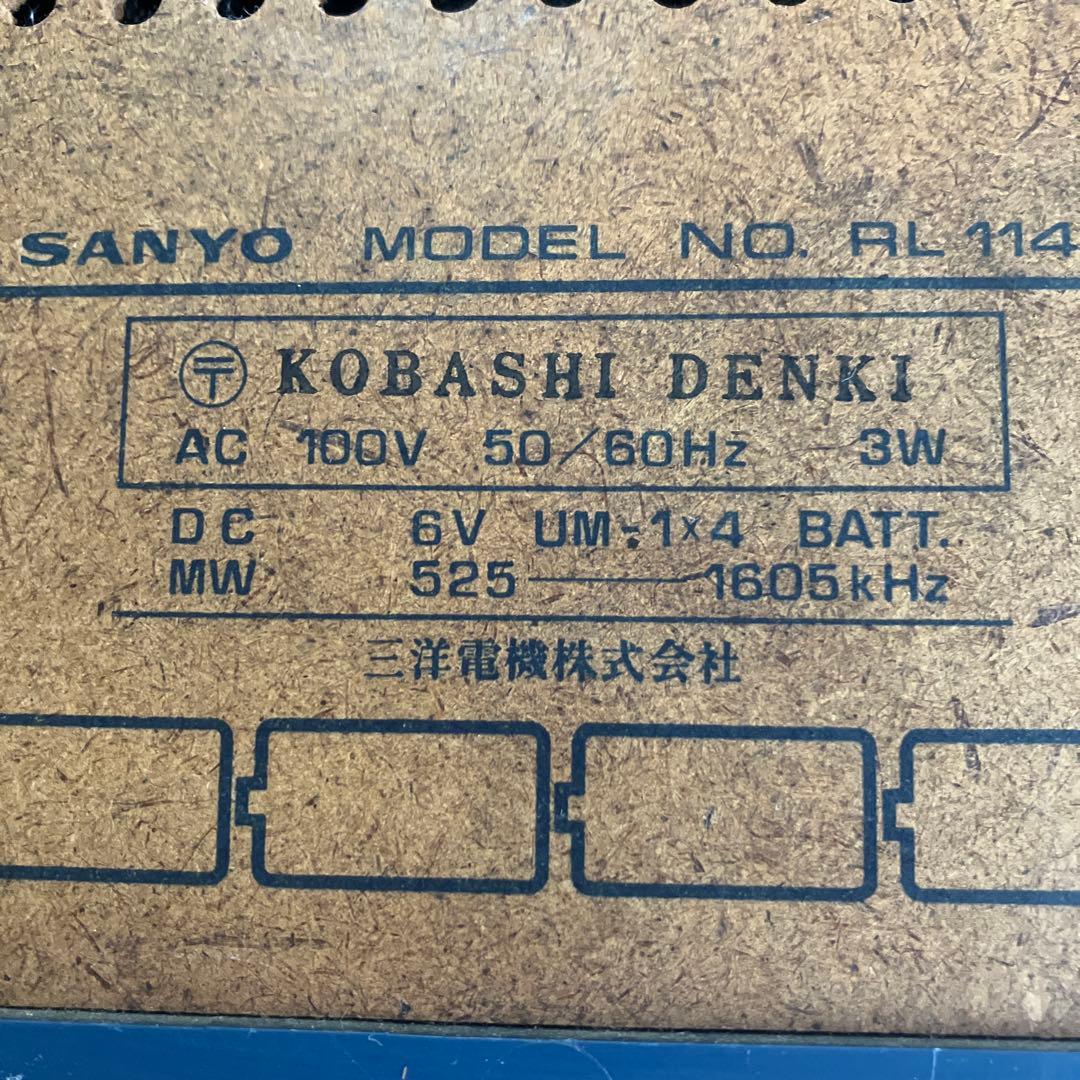 SANYO MODEL NO. RL 114
〶 KOBASHI DENKI
AC 100V 50/60Hz 3W
DC 6V UM-1×4 BATT.
MW 525—1605kHz
三洋電機株式会社